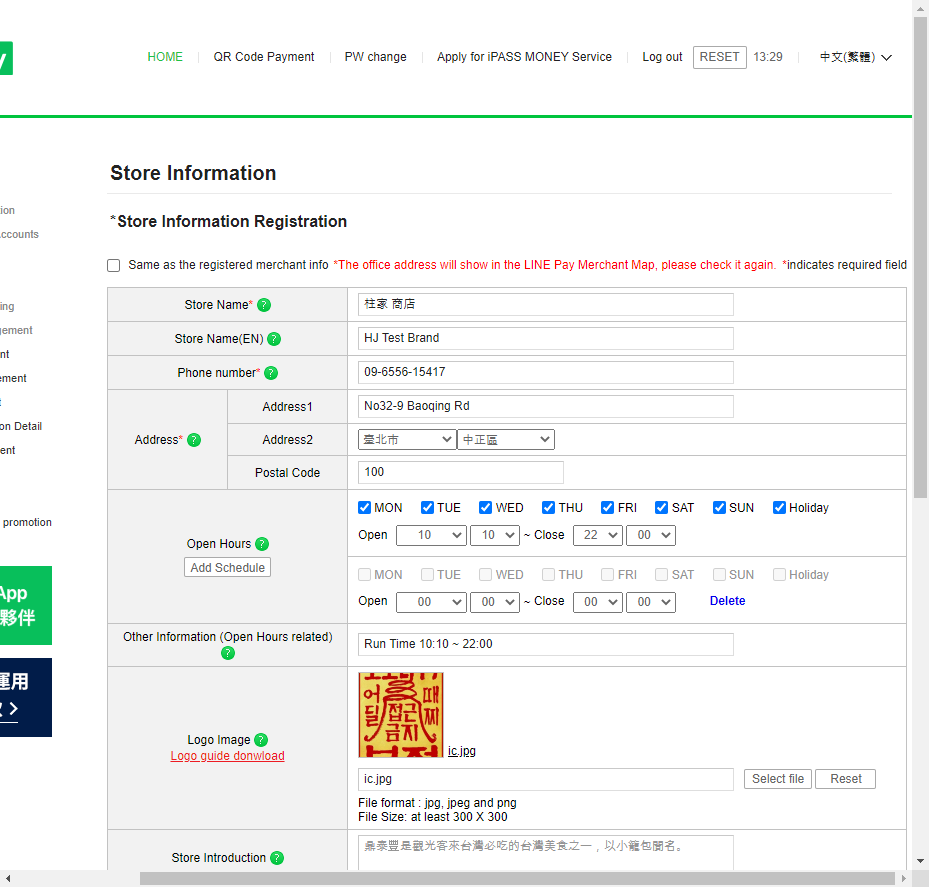 y
HOME
QR Code Payment
PW change
Apply for iPASS MONEY Service
Log out
RESET
13:29
中文(繁體)
Store Information
*Store Information Registration
Same as the registered merchant info *The office address will show in the LINE Pay Merchant Map, please check it again. *indicates required field
tion
ccounts
ing
gement
nt
ement
t
on Detail
ent
promotion
App
夥伴
運用
Store Name* ?
柱家 商店
Store Name(EN) ?
HJ Test Brand
Phone number* ?
09-6556-15417
Address* ?
Address1
No32-9 Baoqing Rd
Address2
臺北市
中正區
Postal Code
100
Open Hours ?
Add Schedule
MON TUE WED THU FRI SAT SUN Holiday
Open 10 10 ~ Close 22 00
MON TUE WED THU FRI SAT SUN Holiday
Open 00 00 ~ Close 00 00 Delete
Other Information (Open Hours related) ?
Run Time 10:10 ~ 22:00
Logo Image ?
Logo guide donwload
어 때
딜 접근 찌
금지
ic.jpg
ic.jpg
Select file
Reset
File format : jpg, jpeg and png
File Size: at least 300 X 300
Store Introduction ?
鼎泰豐是觀光客來台灣必吃的台灣美食之一，以小籠包聞名。